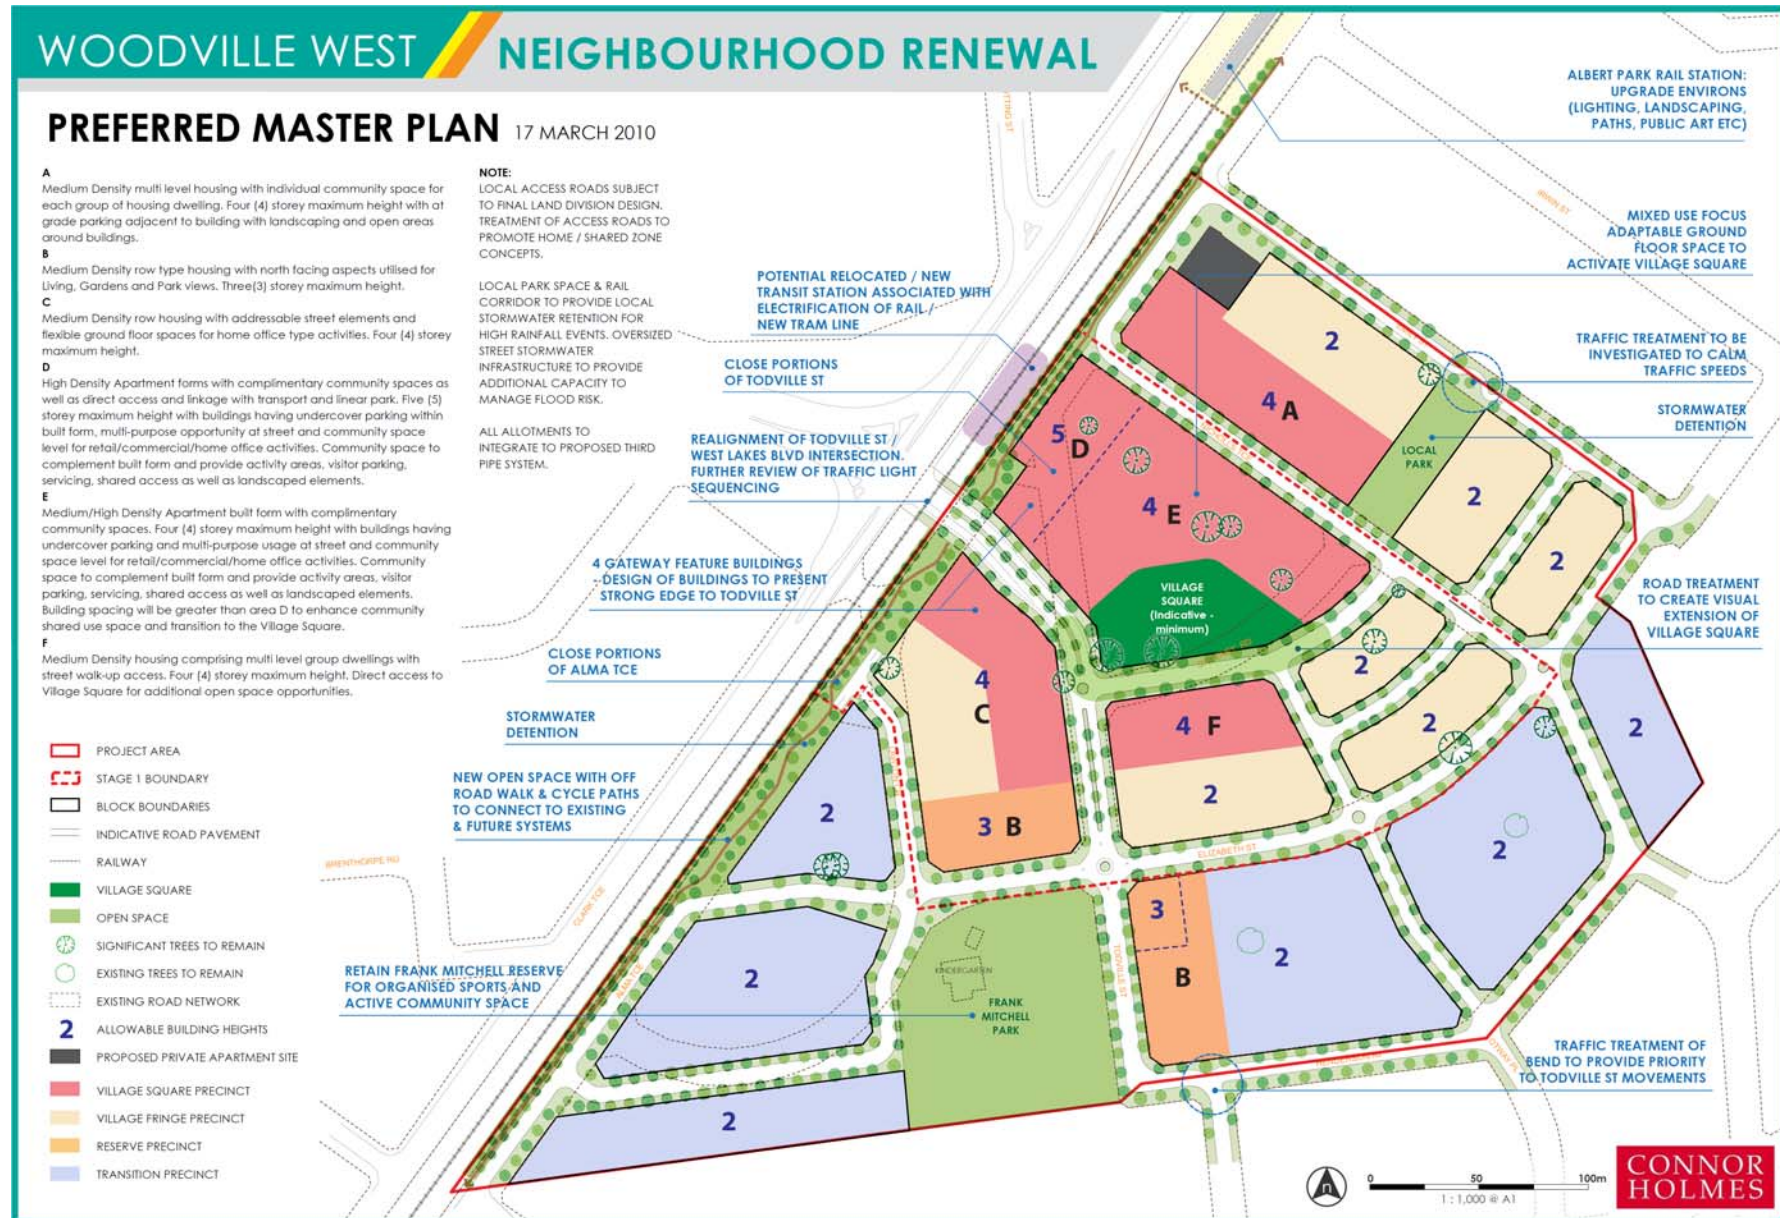 WOODVILLE WEST
NEIGHBOURHOOD RENEWAL
PREFERRED MASTER PLAN 17 MARCH 2010
A
Medium Density multi level housing with individual community space for
each group of housing dwelling. Four (4) storey maximum height with at
grade parking adjacent to building with landscaping and open areas
around buildings.
B
Medium Density row type housing with north facing aspects utilised for
Living, Gardens and Park views. Three(3) storey maximum height.
C
Medium Density row housing with addressable street elements and
flexible ground floor spaces for home office type activities. Four (4) storey
maximum height.
D
High Density Apartment forms with complimentary community spaces as
well as direct access and linkage with transport and linear park. Five (5)
storey maximum height with buildings having undercover parking within
built form, multi-purpose opportunity at street and community space
level for retail/commercial/home office activities. Community space to
complement built form and provide activity areas, visitor parking,
servicing, shared access as well as landscaped elements.
E
Medium/High Density Apartment built form with complimentary
community spaces. Four (4) storey maximum height with buildings having
undercover parking and multi-purpose usage at street and community
space level for retail/commercial/home office activities. Community
space to complement built form and provide activity areas, visitor
parking, servicing, shared access as well as landscaped elements.
Building spacing will be greater than area D to enhance community
shared use space and transition to the Village Square.
F
Medium Density housing comprising multi level group dwellings with
street walk-up access. Four (4) storey maximum height. Direct access to
Village Square for additional open space opportunities.
NOTE:
LOCAL ACCESS ROADS SUBJECT
TO FINAL LAND DIVISION DESIGN.
TREATMENT OF ACCESS ROADS TO
PROMOTE HOME / SHARED ZONE
CONCEPTS.
LOCAL PARK SPACE & RAIL
CORRIDOR TO PROVIDE LOCAL
STORMWATER RETENTION FOR
HIGH RAINFALL EVENTS. OVERSIZED
STREET STORMWATER
INFRASTRUCTURE TO PROVIDE
ADDITIONAL CAPACITY TO
MANAGE FLOOD RISK.
ALL ALLOTMENTS TO
INTEGRATE TO PROPOSED THIRD
PIPE SYSTEM.
PROJECT AREA
STAGE 1 BOUNDARY
BLOCK BOUNDARIES
INDICATIVE ROAD PAVEMENT
RAILWAY
VILLAGE SQUARE
OPEN SPACE
SIGNIFICANT TREES TO REMAIN
EXISTING TREES TO REMAIN
EXISTING ROAD NETWORK
2 ALLOWABLE BUILDING HEIGHTS
PROPOSED PRIVATE APARTMENT SITE
VILLAGE SQUARE PRECINCT
VILLAGE FRINGE PRECINCT
RESERVE PRECINCT
TRANSITION PRECINCT
POTENTIAL RELOCATED / NEW
TRANSIT STATION ASSOCIATED WITH
ELECTRIFICATION OF RAIL /
NEW TRAM LINE
CLOSE PORTIONS
OF TODVILLE ST
REALIGNMENT OF TODVILLE ST /
WEST LAKES BLVD INTERSECTION.
FURTHER REVIEW OF TRAFFIC LIGHT
SEQUENCING
4 GATEWAY FEATURE BUILDINGS
- DESIGN OF BUILDINGS TO PRESENT
STRONG EDGE TO TODVILLE ST
CLOSE PORTIONS
OF ALMA TCE
STORMWATER
DETENTION
NEW OPEN SPACE WITH OFF
ROAD WALK & CYCLE PATHS
TO CONNECT TO EXISTING
& FUTURE SYSTEMS
RETAIN FRANK MITCHELL RESERVE
FOR ORGANISED SPORTS AND
ACTIVE COMMUNITY SPACE
ALBERT PARK RAIL STATION:
UPGRADE ENVIRONS
(LIGHTING, LANDSCAPING,
PATHS, PUBLIC ART ETC)
MIXED USE FOCUS
ADAPTABLE GROUND
FLOOR SPACE TO
ACTIVATE VILLAGE SQUARE
TRAFFIC TREATMENT TO BE
INVESTIGATED TO CALM
TRAFFIC SPEEDS
STORMWATER
DETENTION
ROAD TREATMENT
TO CREATE VISUAL
EXTENSION OF
VILLAGE SQUARE
TRAFFIC TREATMENT OF
BEND TO PROVIDE PRIORITY
TO TODVILLE ST MOVEMENTS
2
4 A
5 D
4 E
LOCAL
PARK
2
2
VILLAGE
SQUARE
(Indicative -
minimum)
2
2
2
4 C
4 F
2
2
3 B
2
3
B
2
2
2
KINDERGARTEN
FRANK
MITCHELL
PARK
BRENTHORPE RD
CLARK TCE
ALMA TCE
ELIZABETH ST
TODVILLE ST
n
0 50 100m
1 : 1,000 @ A1
CONNOR
HOLMES